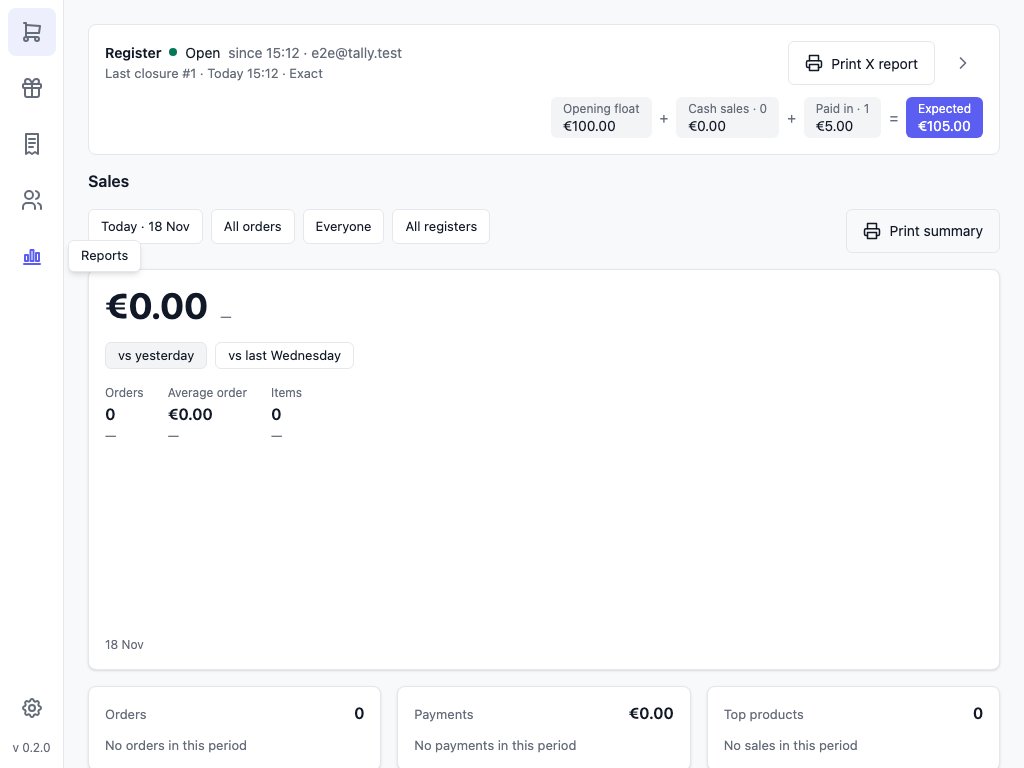 Register Open since 15:12 · e2e@tally.test
Last closure #1 · Today 15:12 · Exact
Print X report
Opening float
€100.00
+
Cash sales · 0
€0.00
+
Paid in · 1
€5.00
=
Expected
€105.00
Sales
Today · 18 Nov
All orders
Everyone
All registers
Print summary
Reports
€0.00 —
vs yesterday
vs last Wednesday
Orders
0
—
Average order
€0.00
—
Items
0
—
18 Nov
Orders 0
No orders in this period
Payments €0.00
No payments in this period
Top products 0
No sales in this period
v 0.2.0